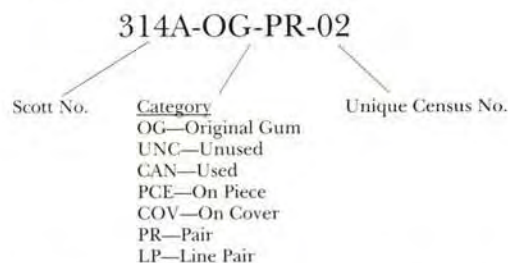 314A-OG-PR-02
Scott No.
Category
Unique Census No.
OG—Original Gum
UNC—Unused
CAN—Used
PCE—On Piece
COV—On Cover
PR—Pair
LP—Line Pair